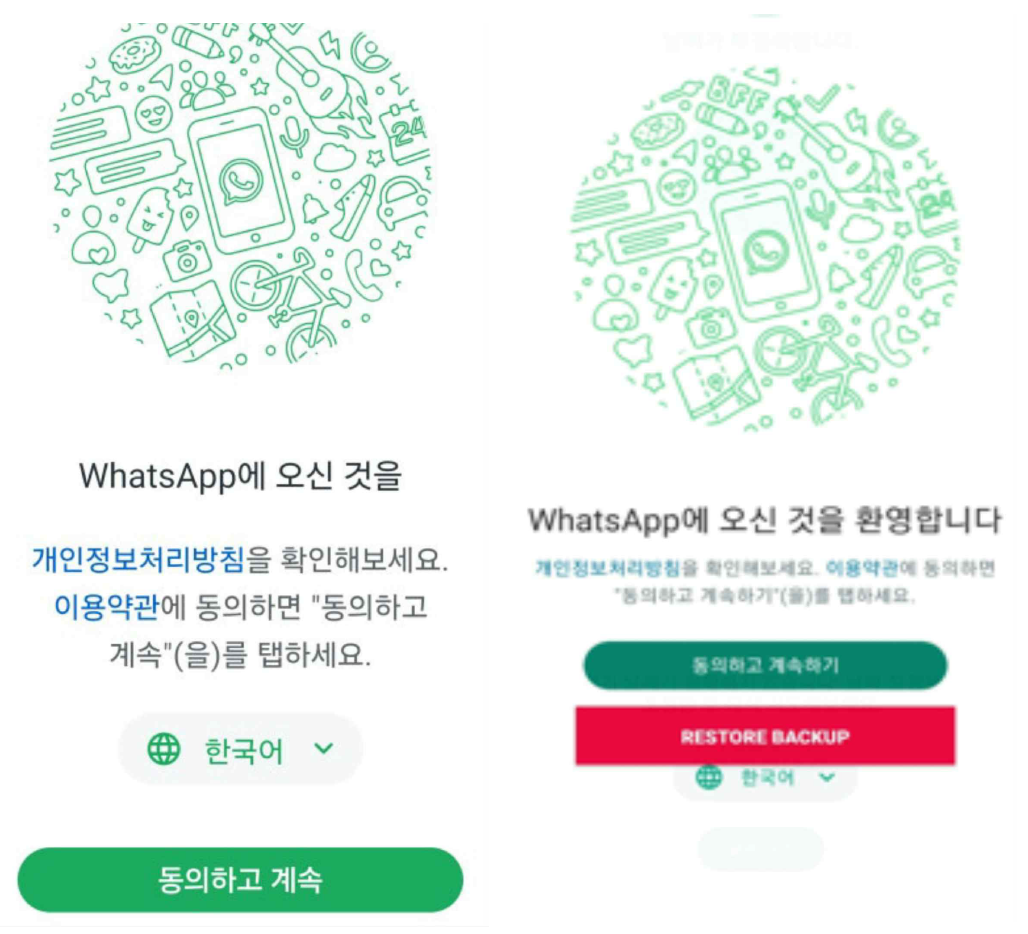 BFF
24
WhatsApp에 오신 것을
개인정보처리방침을 확인해보세요.
이용약관에 동의하면 "동의하고
계속"(을)를 탭하세요.
한국어
동의하고 계속
BFF
24
WhatsApp에 오신 것을 환영합니다
개인정보처리방침을 확인해보세요. 이용약관에 동의하면
"동의하고 계속하기"(을)를 탭하세요.
동의하고 계속하기
RESTORE BACKUP
한국어